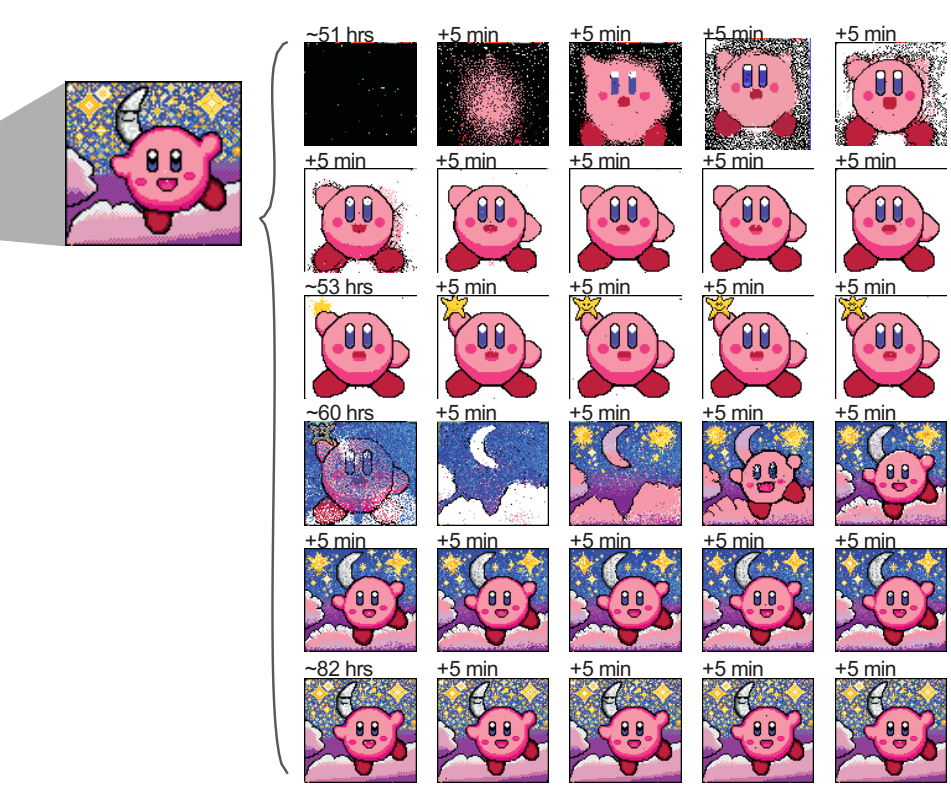 ~51 hrs +5 min +5 min +5 min +5 min
+5 min +5 min +5 min +5 min +5 min
~53 hrs +5 min +5 min +5 min +5 min
~60 hrs +5 min +5 min +5 min +5 min
+5 min +5 min +5 min +5 min +5 min
~82 hrs +5 min +5 min +5 min +5 min